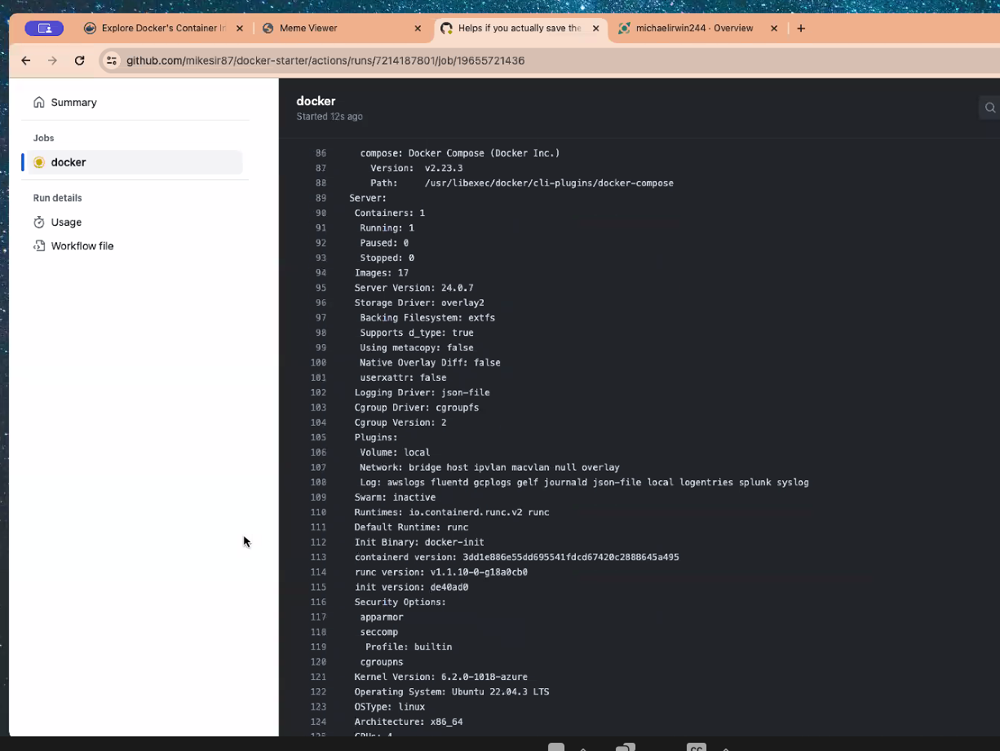 Explore Docker's Container In
Meme Viewer
Helps if you actually save the
michaelirwin244 · Overview
github.com/mikesir87/docker-starter/actions/runs/7214187801/job/19655721436
Summary
Jobs
docker
Run details
Usage
Workflow file
docker
Started 12s ago
86 compose: Docker Compose (Docker Inc.)
87 Version: v2.23.3
88 Path: /usr/libexec/docker/cli-plugins/docker-compose
89 Server:
90 Containers: 1
91 Running: 1
92 Paused: 0
93 Stopped: 0
94 Images: 17
95 Server Version: 24.0.7
96 Storage Driver: overlay2
97 Backing Filesystem: extfs
98 Supports d_type: true
99 Using metacopy: false
100 Native Overlay Diff: false
101 userxattr: false
102 Logging Driver: json-file
103 Cgroup Driver: cgroupfs
104 Cgroup Version: 2
105 Plugins:
106 Volume: local
107 Network: bridge host ipvlan macvlan null overlay
108 Log: awslogs fluentd gcplogs gelf journald json-file local logentries splunk syslog
109 Swarm: inactive
110 Runtimes: io.containerd.runc.v2 runc
111 Default Runtime: runc
112 Init Binary: docker-init
113 containerd version: 3dd1e886e55dd695541fdcd67420c2888645a495
114 runc version: v1.1.10-0-g18a0cb0
115 init version: de40ad0
116 Security Options:
117 apparmor
118 seccomp
119 Profile: builtin
120 cgroupns
121 Kernel Version: 6.2.0-1018-azure
122 Operating System: Ubuntu 22.04.3 LTS
123 OSType: linux
124 Architecture: x86_64
125 CPUs: 4
CC